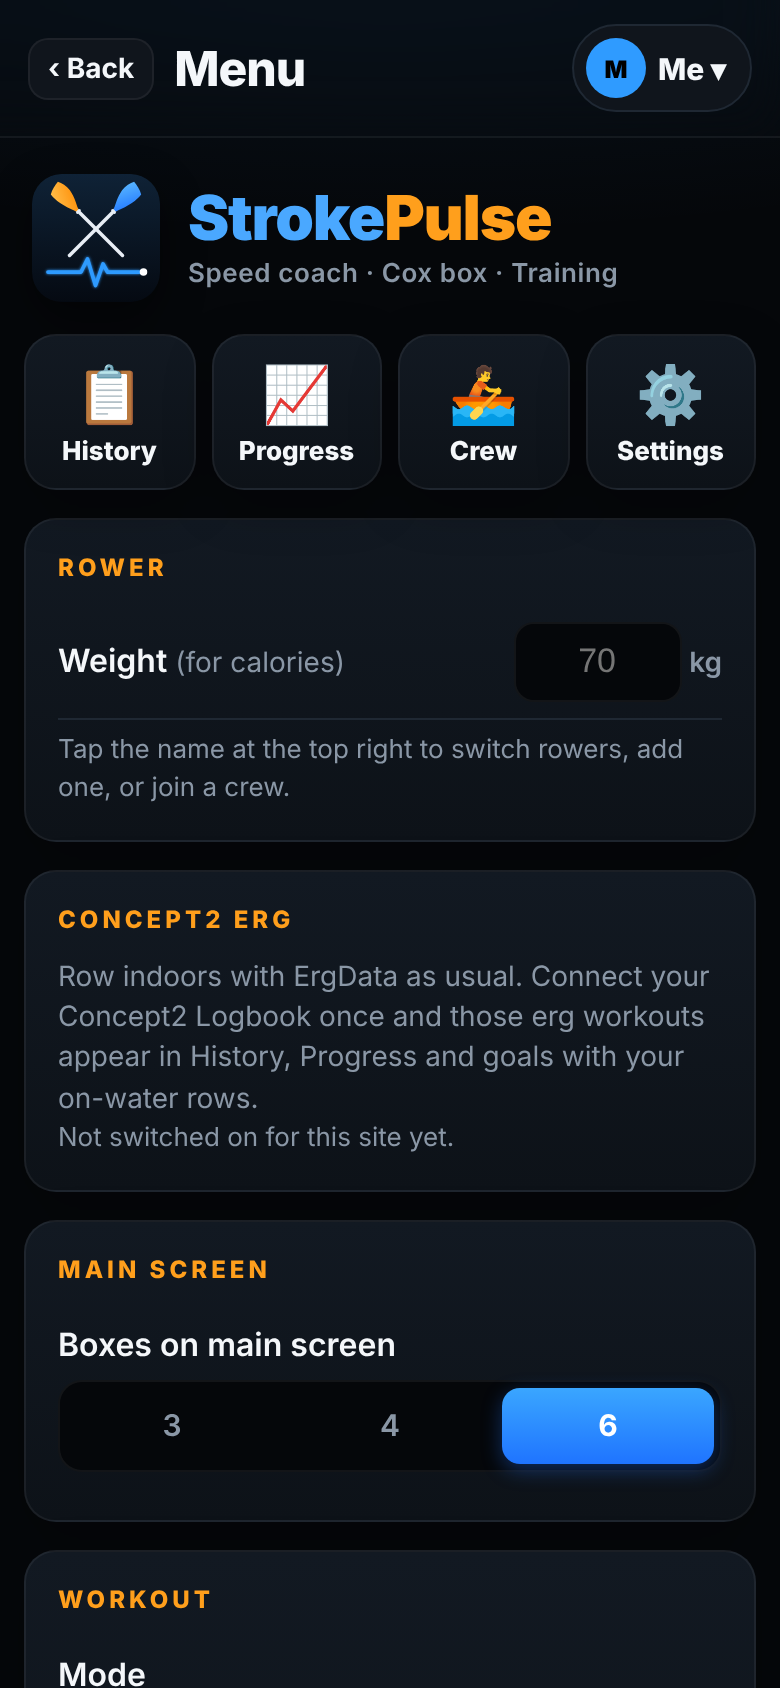 ‹ Back
Menu
M
Me ▾
StrokePulse
Speed coach · Cox box · Training
History
Progress
Crew
Settings
ROWER
Weight (for calories)
70
kg
Tap the name at the top right to switch rowers, add
one, or join a crew.
CONCEPT2 ERG
Row indoors with ErgData as usual. Connect your
Concept2 Logbook once and those erg workouts
appear in History, Progress and goals with your
on-water rows.
Not switched on for this site yet.
MAIN SCREEN
Boxes on main screen
3
4
6
WORKOUT
Mode